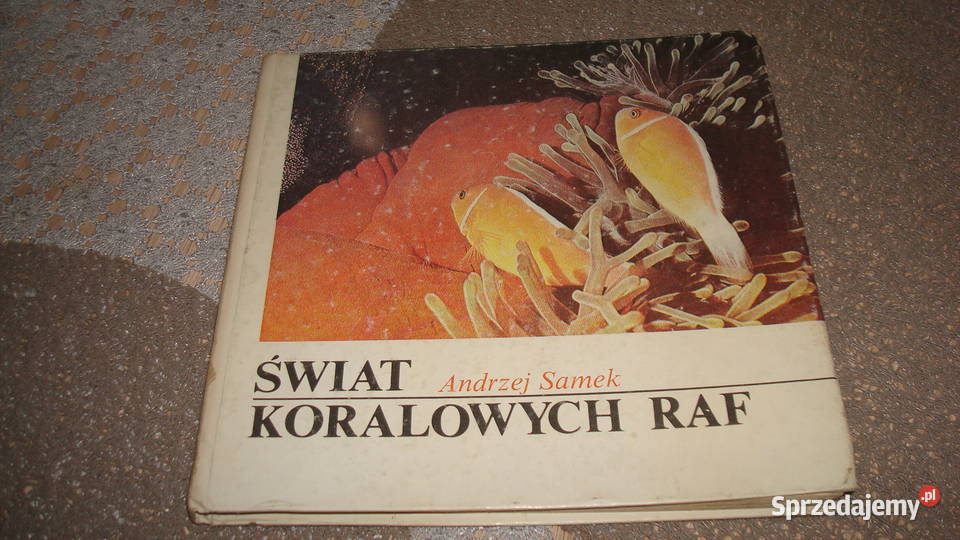 ŚWIAT
Andrzej Samek
KORALOWYCH RAF
Sprzedajemy.pl